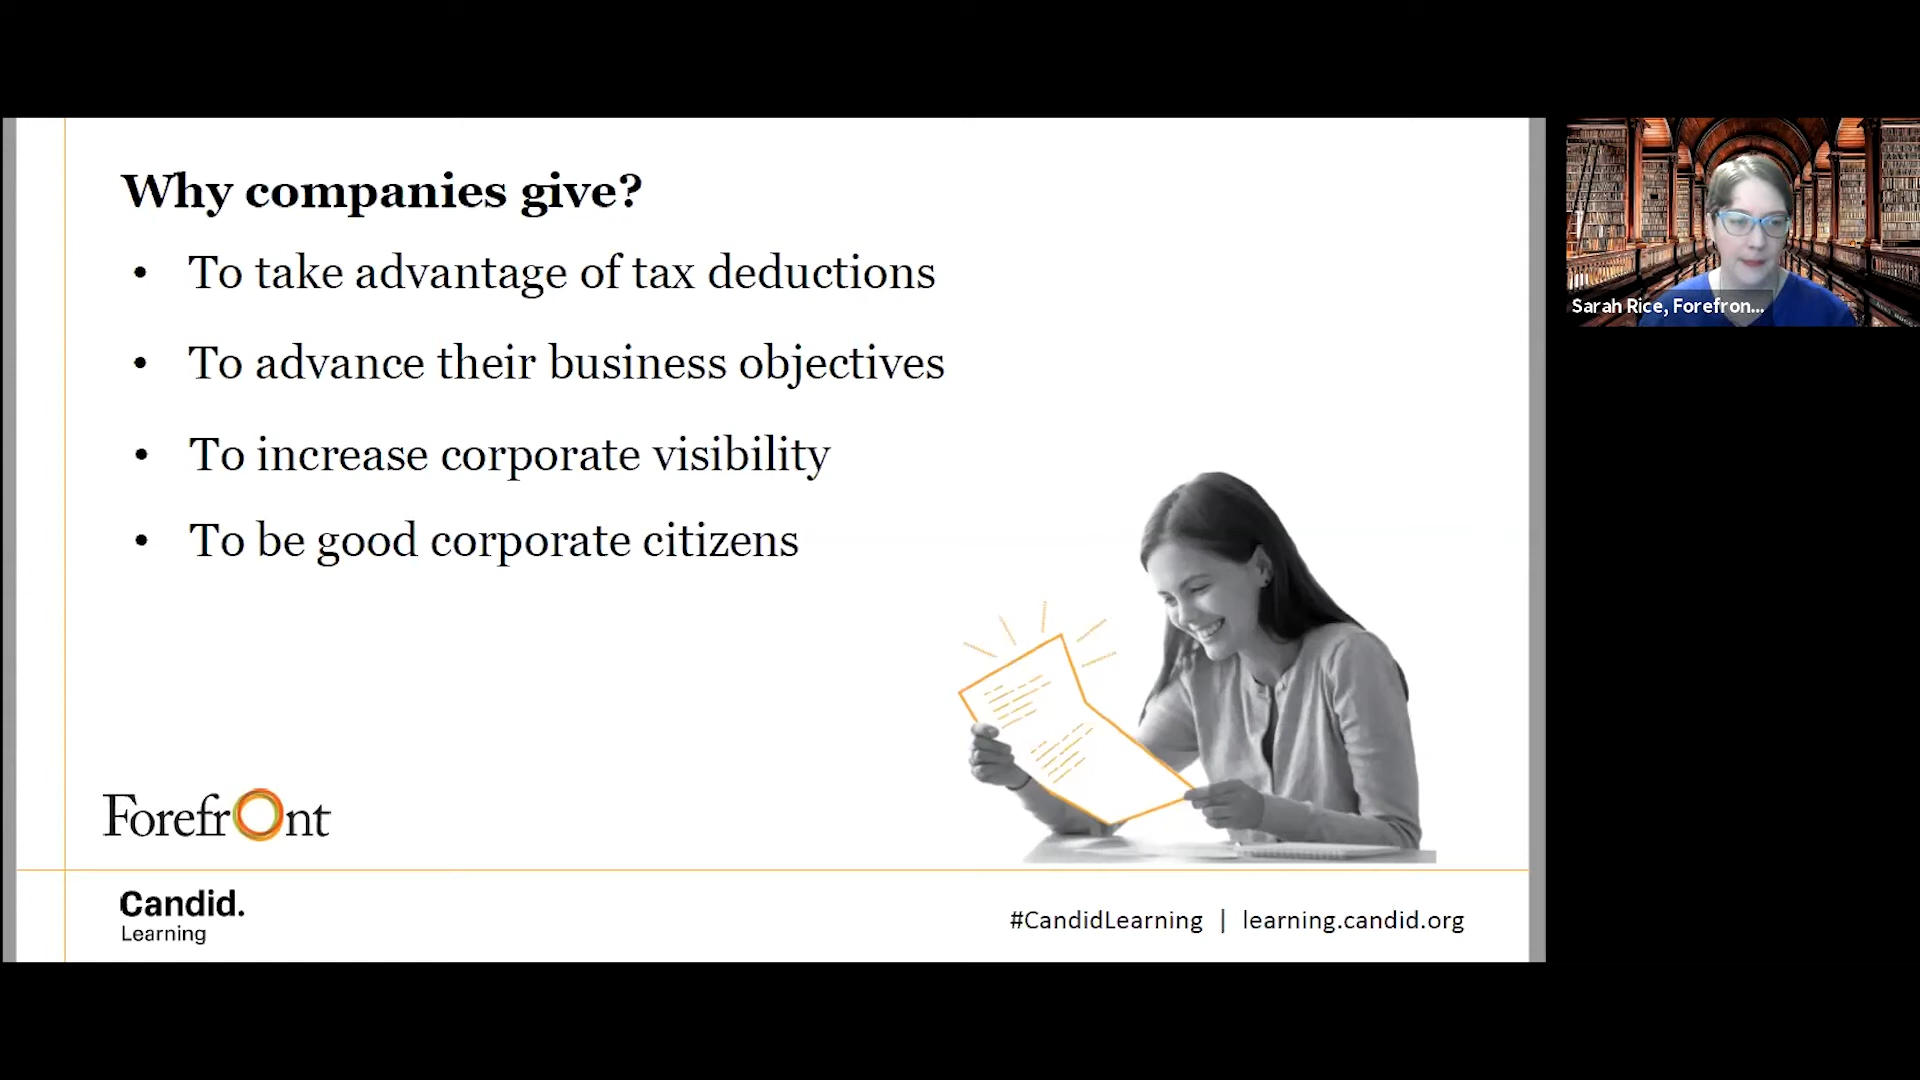 Why companies give?
• To take advantage of tax deductions
• To advance their business objectives
• To increase corporate visibility
• To be good corporate citizens
Sarah Rice, Forefron...
Forefront
Candid.
Learning
#CandidLearning | learning.candid.org